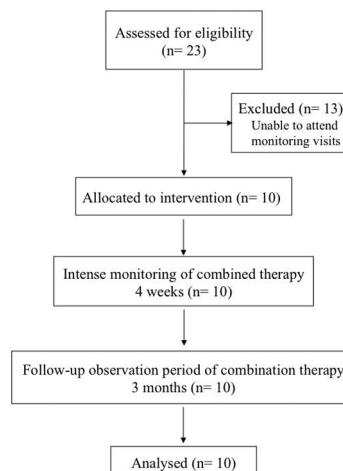 Assessed for eligibility
(n= 23)
Excluded (n= 13)
Unable to attend
monitoring visits
Allocated to intervention (n= 10)
Intense monitoring of combined therapy
4 weeks (n= 10)
Follow-up observation period of combination therapy
3 months (n= 10)
Analysed (n= 10)